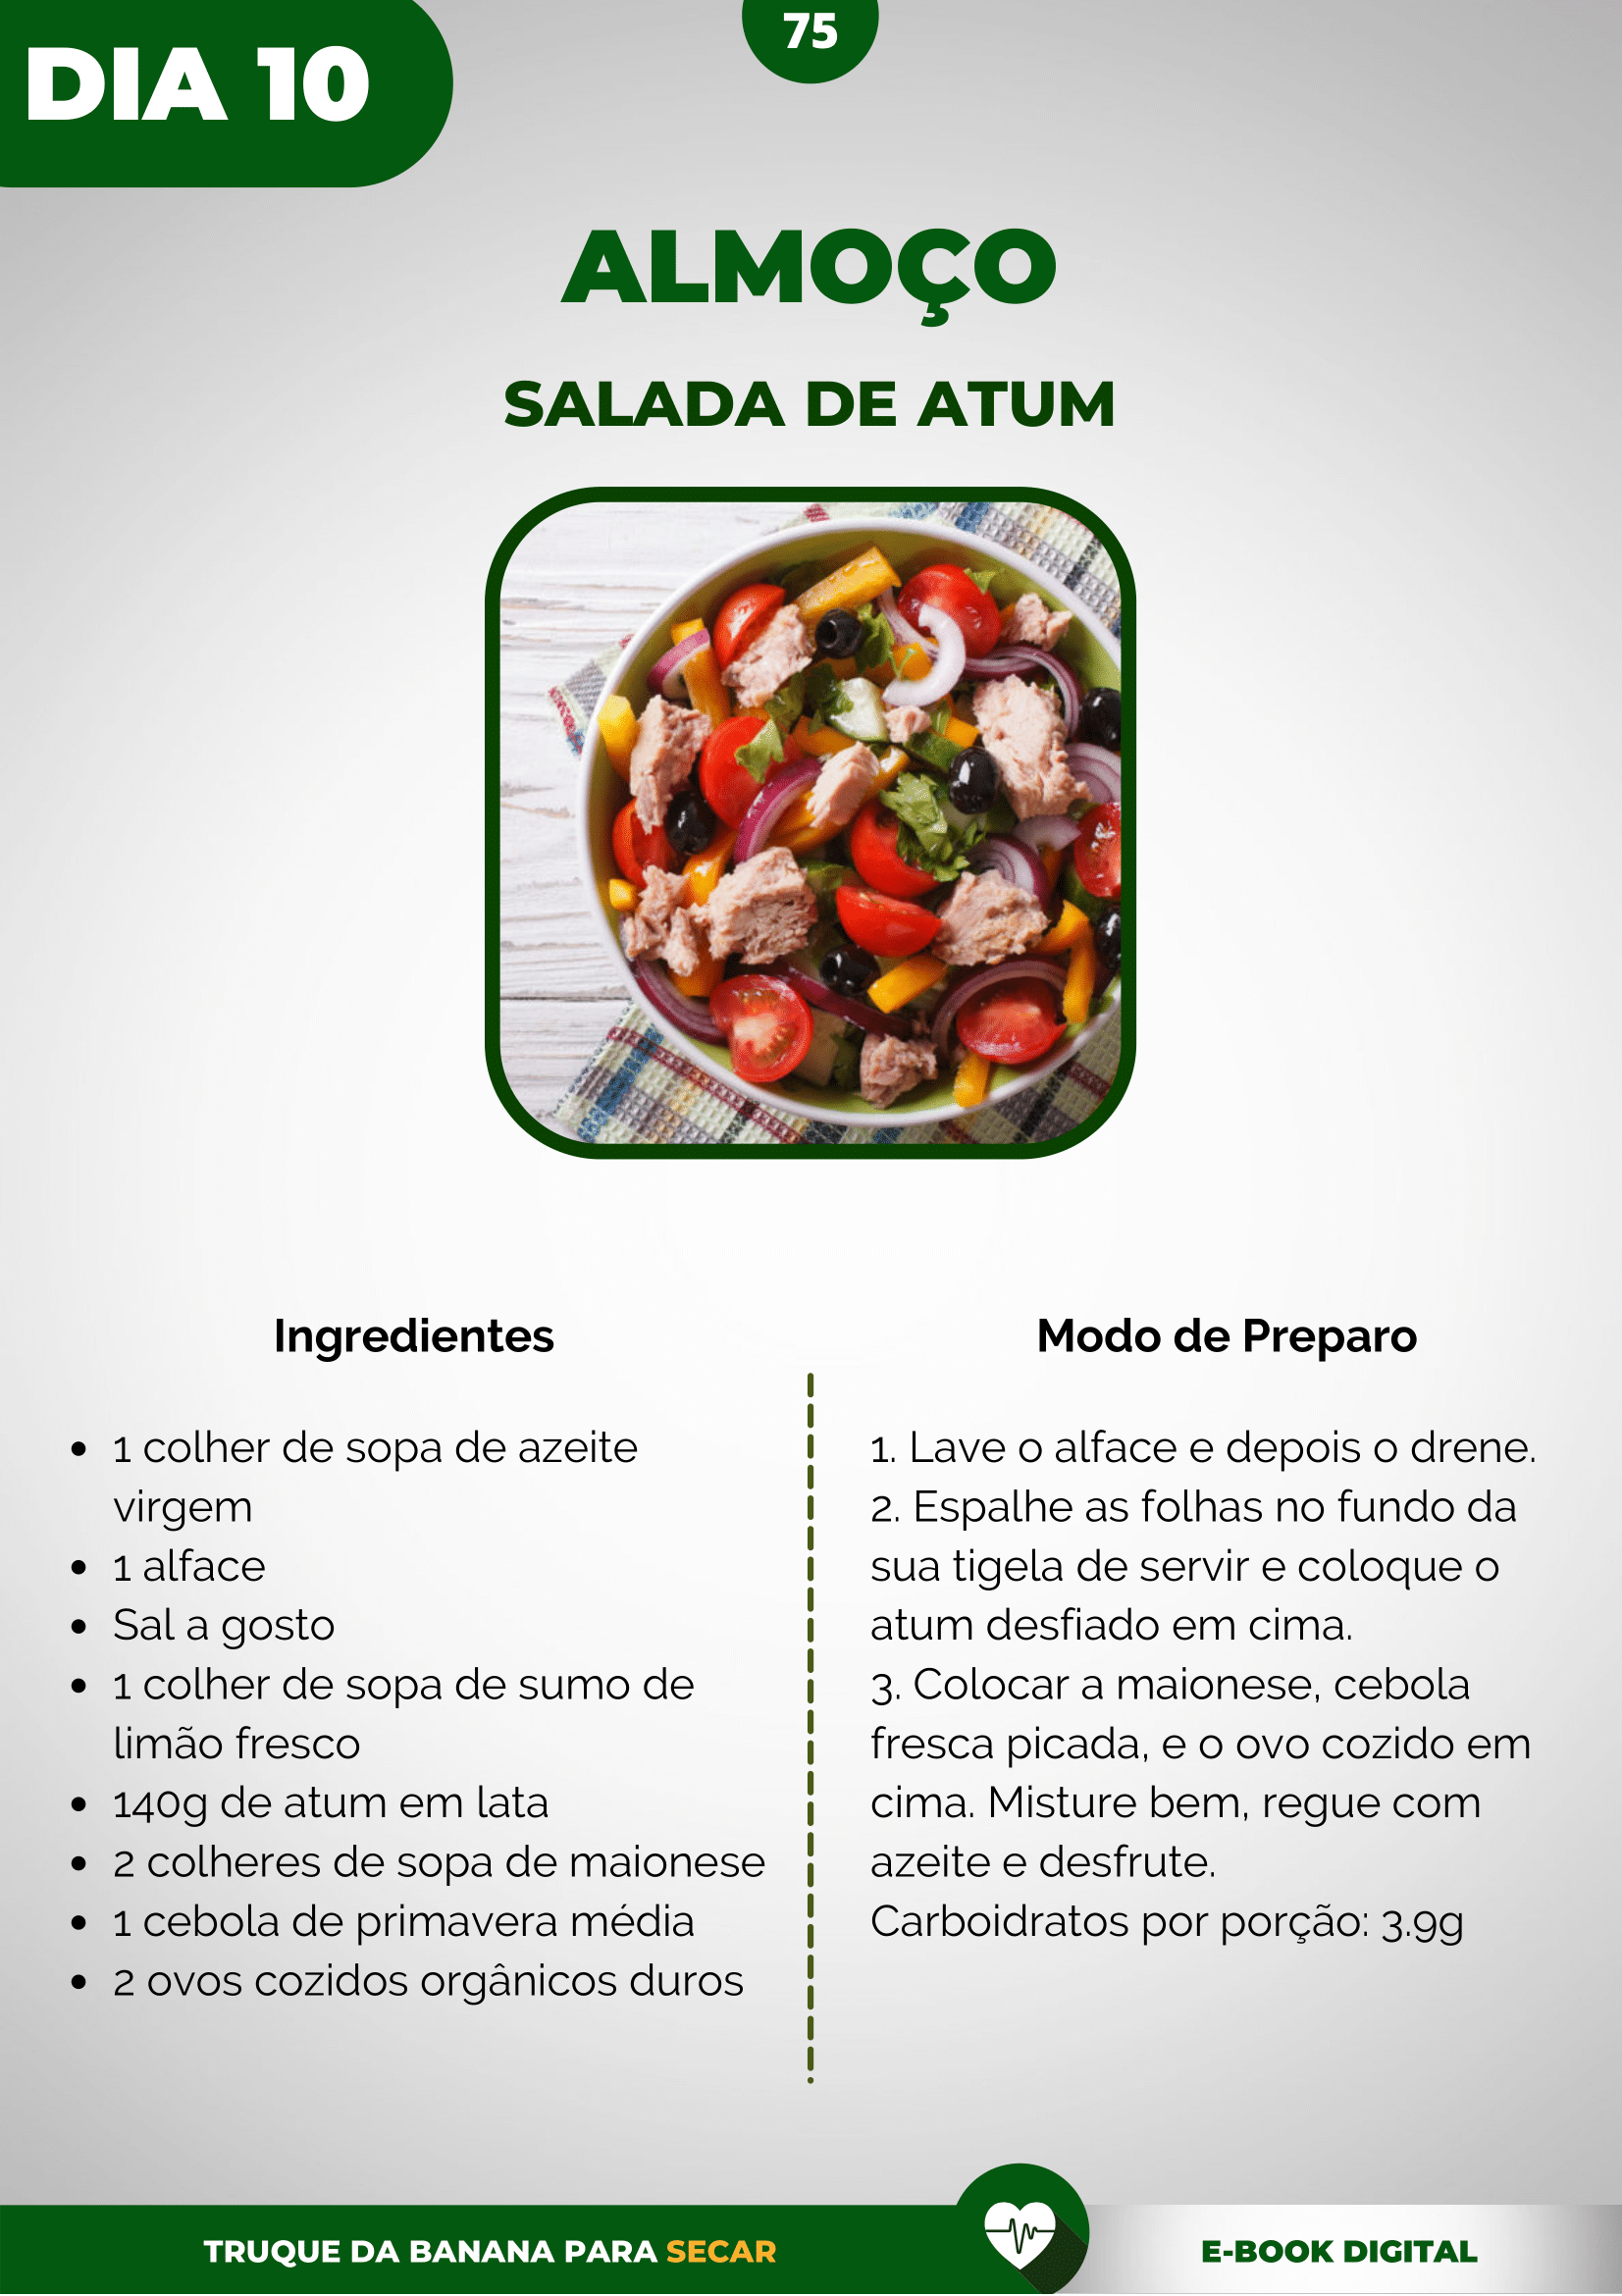 DIA 10
75
ALMOÇO
SALADA DE ATUM
Ingredientes
• 1 colher de sopa de azeite
virgem
• 1 alface
• Sal a gosto
• 1 colher de sopa de sumo de
limão fresco
• 140g de atum em lata
• 2 colheres de sopa de maionese
• 1 cebola de primavera média
• 2 ovos cozidos orgânicos duros
Modo de Preparo
1. Lave o alface e depois o drene.
2. Espalhe as folhas no fundo da
sua tigela de servir e coloque o
atum desfiado em cima.
3. Colocar a maionese, cebola
fresca picada, e o ovo cozido em
cima. Misture bem, regue com
azeite e desfrute.
Carboidratos por porção: 3.9g
TRUQUE DA BANANA PARA SECAR
E-BOOK DIGITAL